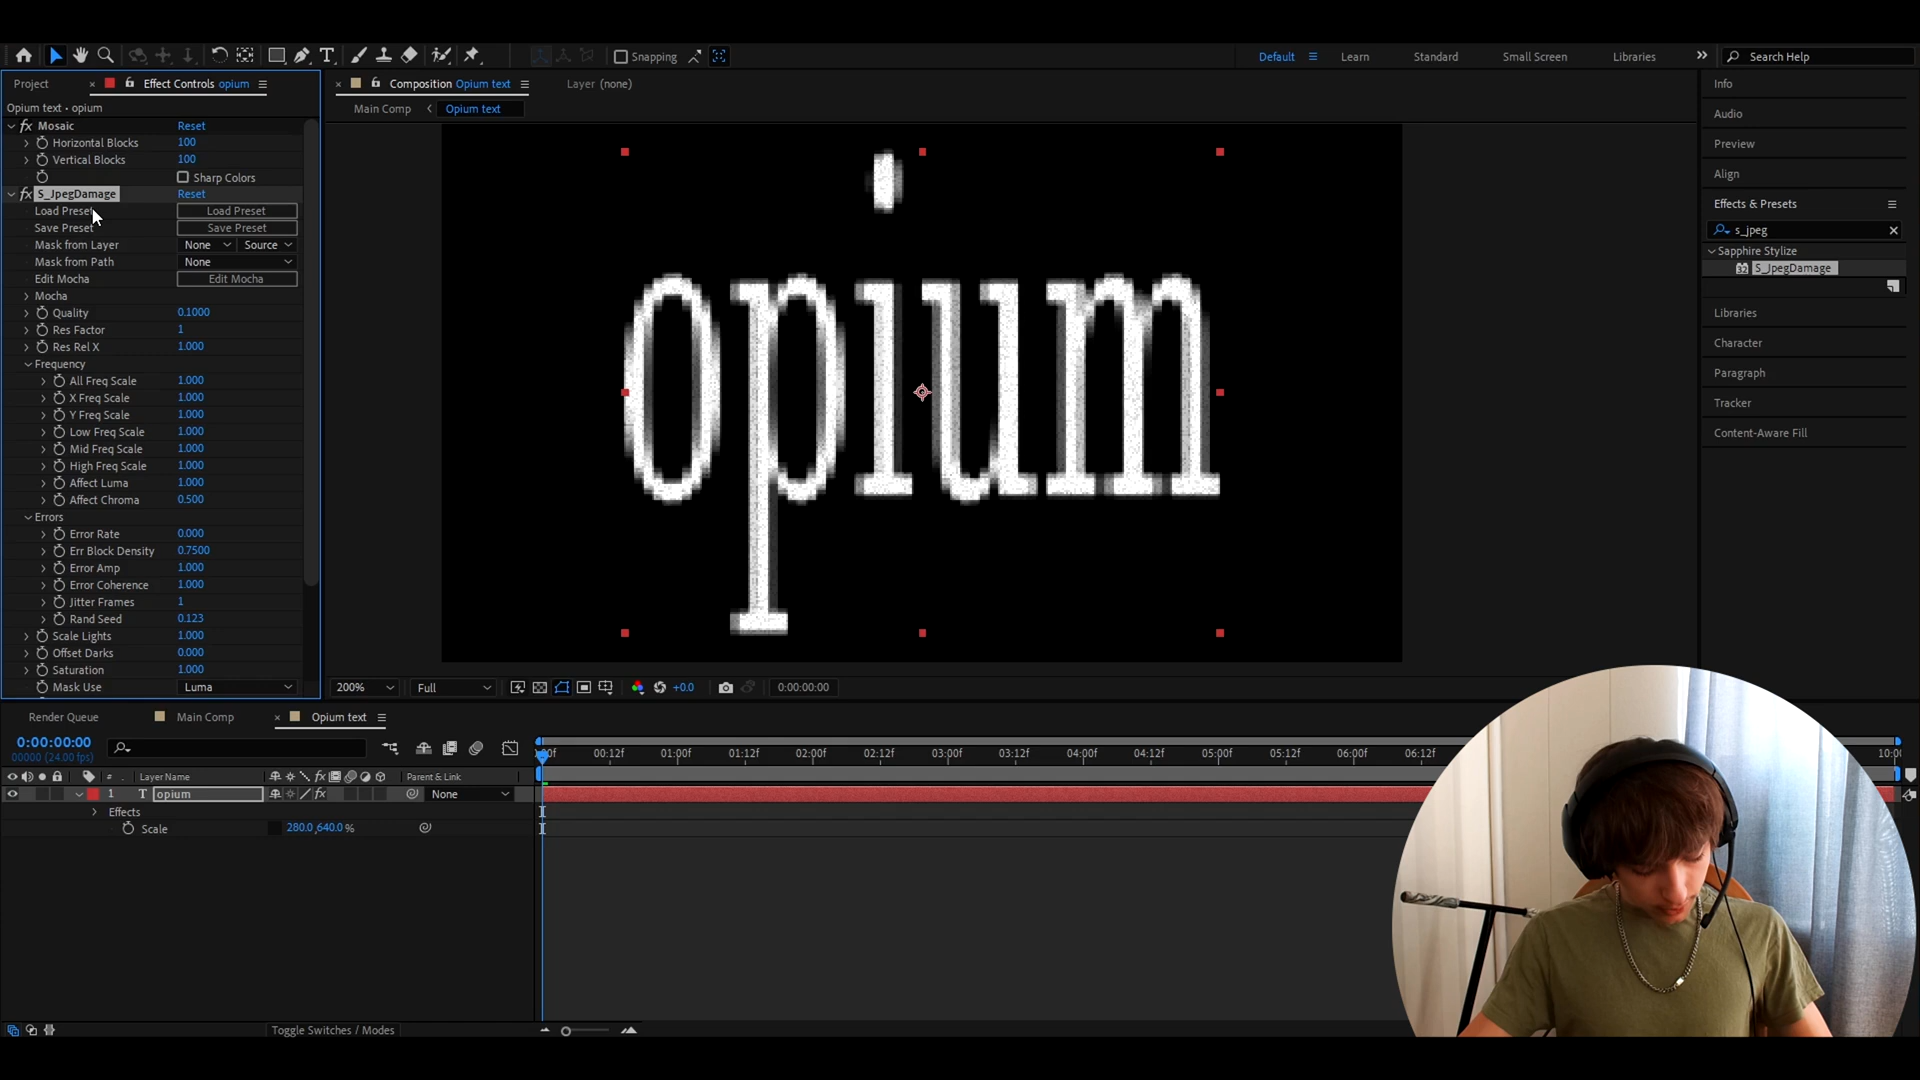 Snapping
Default
Learn
Standard
Small Screen
Libraries
Search Help
Project
Effect Controls opium
Composition Opium text
Layer (none)
Info
Opium text • opium
Main Comp
Opium text
Audio
Mosaic
Reset
Horizontal Blocks
100
Vertical Blocks
100
Sharp Colors
S_JpegDamage
Reset
Load Preset
Load Preset
Save Preset
Save Preset
Mask from Layer
None
Source
Mask from Path
None
Edit Mocha
Edit Mocha
Mocha
Quality
0.1000
Res Factor
1
Res Rel X
1.000
Frequency
All Freq Scale
1.000
X Freq Scale
1.000
Y Freq Scale
1.000
Low Freq Scale
1.000
Mid Freq Scale
1.000
High Freq Scale
1.000
Affect Luma
1.000
Affect Chroma
0.500
Errors
Error Rate
0.000
Err Block Density
0.7500
Error Amp
1.000
Error Coherence
1.000
Jitter Frames
1
Rand Seed
0.123
Scale Lights
1.000
Offset Darks
0.000
Saturation
1.000
Mask Use
Luma
opium
200%
Full
+0.0
0:00:00:00
Preview
Align
Effects & Presets
s_jpeg
Sapphire Stylize
32
S_JpegDamage
Libraries
Character
Paragraph
Tracker
Content-Aware Fill
Render Queue
Main Comp
Opium text
0:00:00:00
00000 (24.00 fps)
00:12f
01:00f
01:12f
02:00f
02:12f
03:00f
03:12f
04:00f
04:12f
05:00f
05:12f
06:00f
06:12f
#
Layer Name
Parent & Link
1
T
opium
None
Effects
Scale
280.0,640.0%
Toggle Switches / Modes